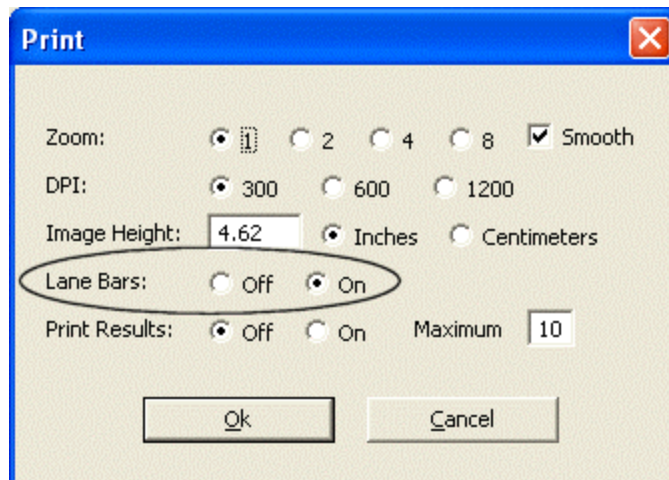 Print
Zoom: 1 2 4 8 Smooth
DPI: 300 600 1200
Image Height: 4.62 Inches Centimeters
Lane Bars: Off On
Print Results: Off On Maximum 10
Ok Cancel